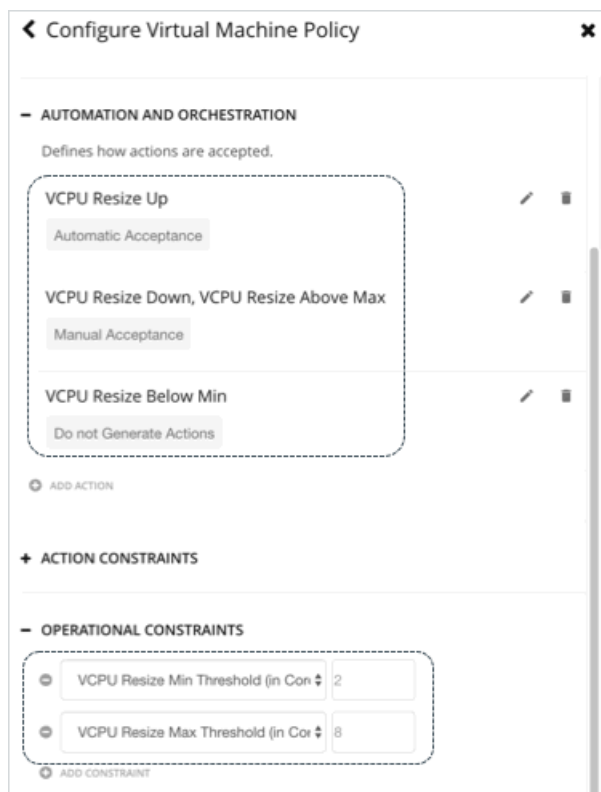 Configure Virtual Machine Policy
AUTOMATION AND ORCHESTRATION
Defines how actions are accepted.
VCPU Resize Up
Automatic Acceptance
VCPU Resize Down, VCPU Resize Above Max
Manual Acceptance
VCPU Resize Below Min
Do not Generate Actions
ADD ACTION
ACTION CONSTRAINTS
OPERATIONAL CONSTRAINTS
VCPU Resize Min Threshold (in Cor 2
VCPU Resize Max Threshold (in Cor 8
ADD CONSTRAINT